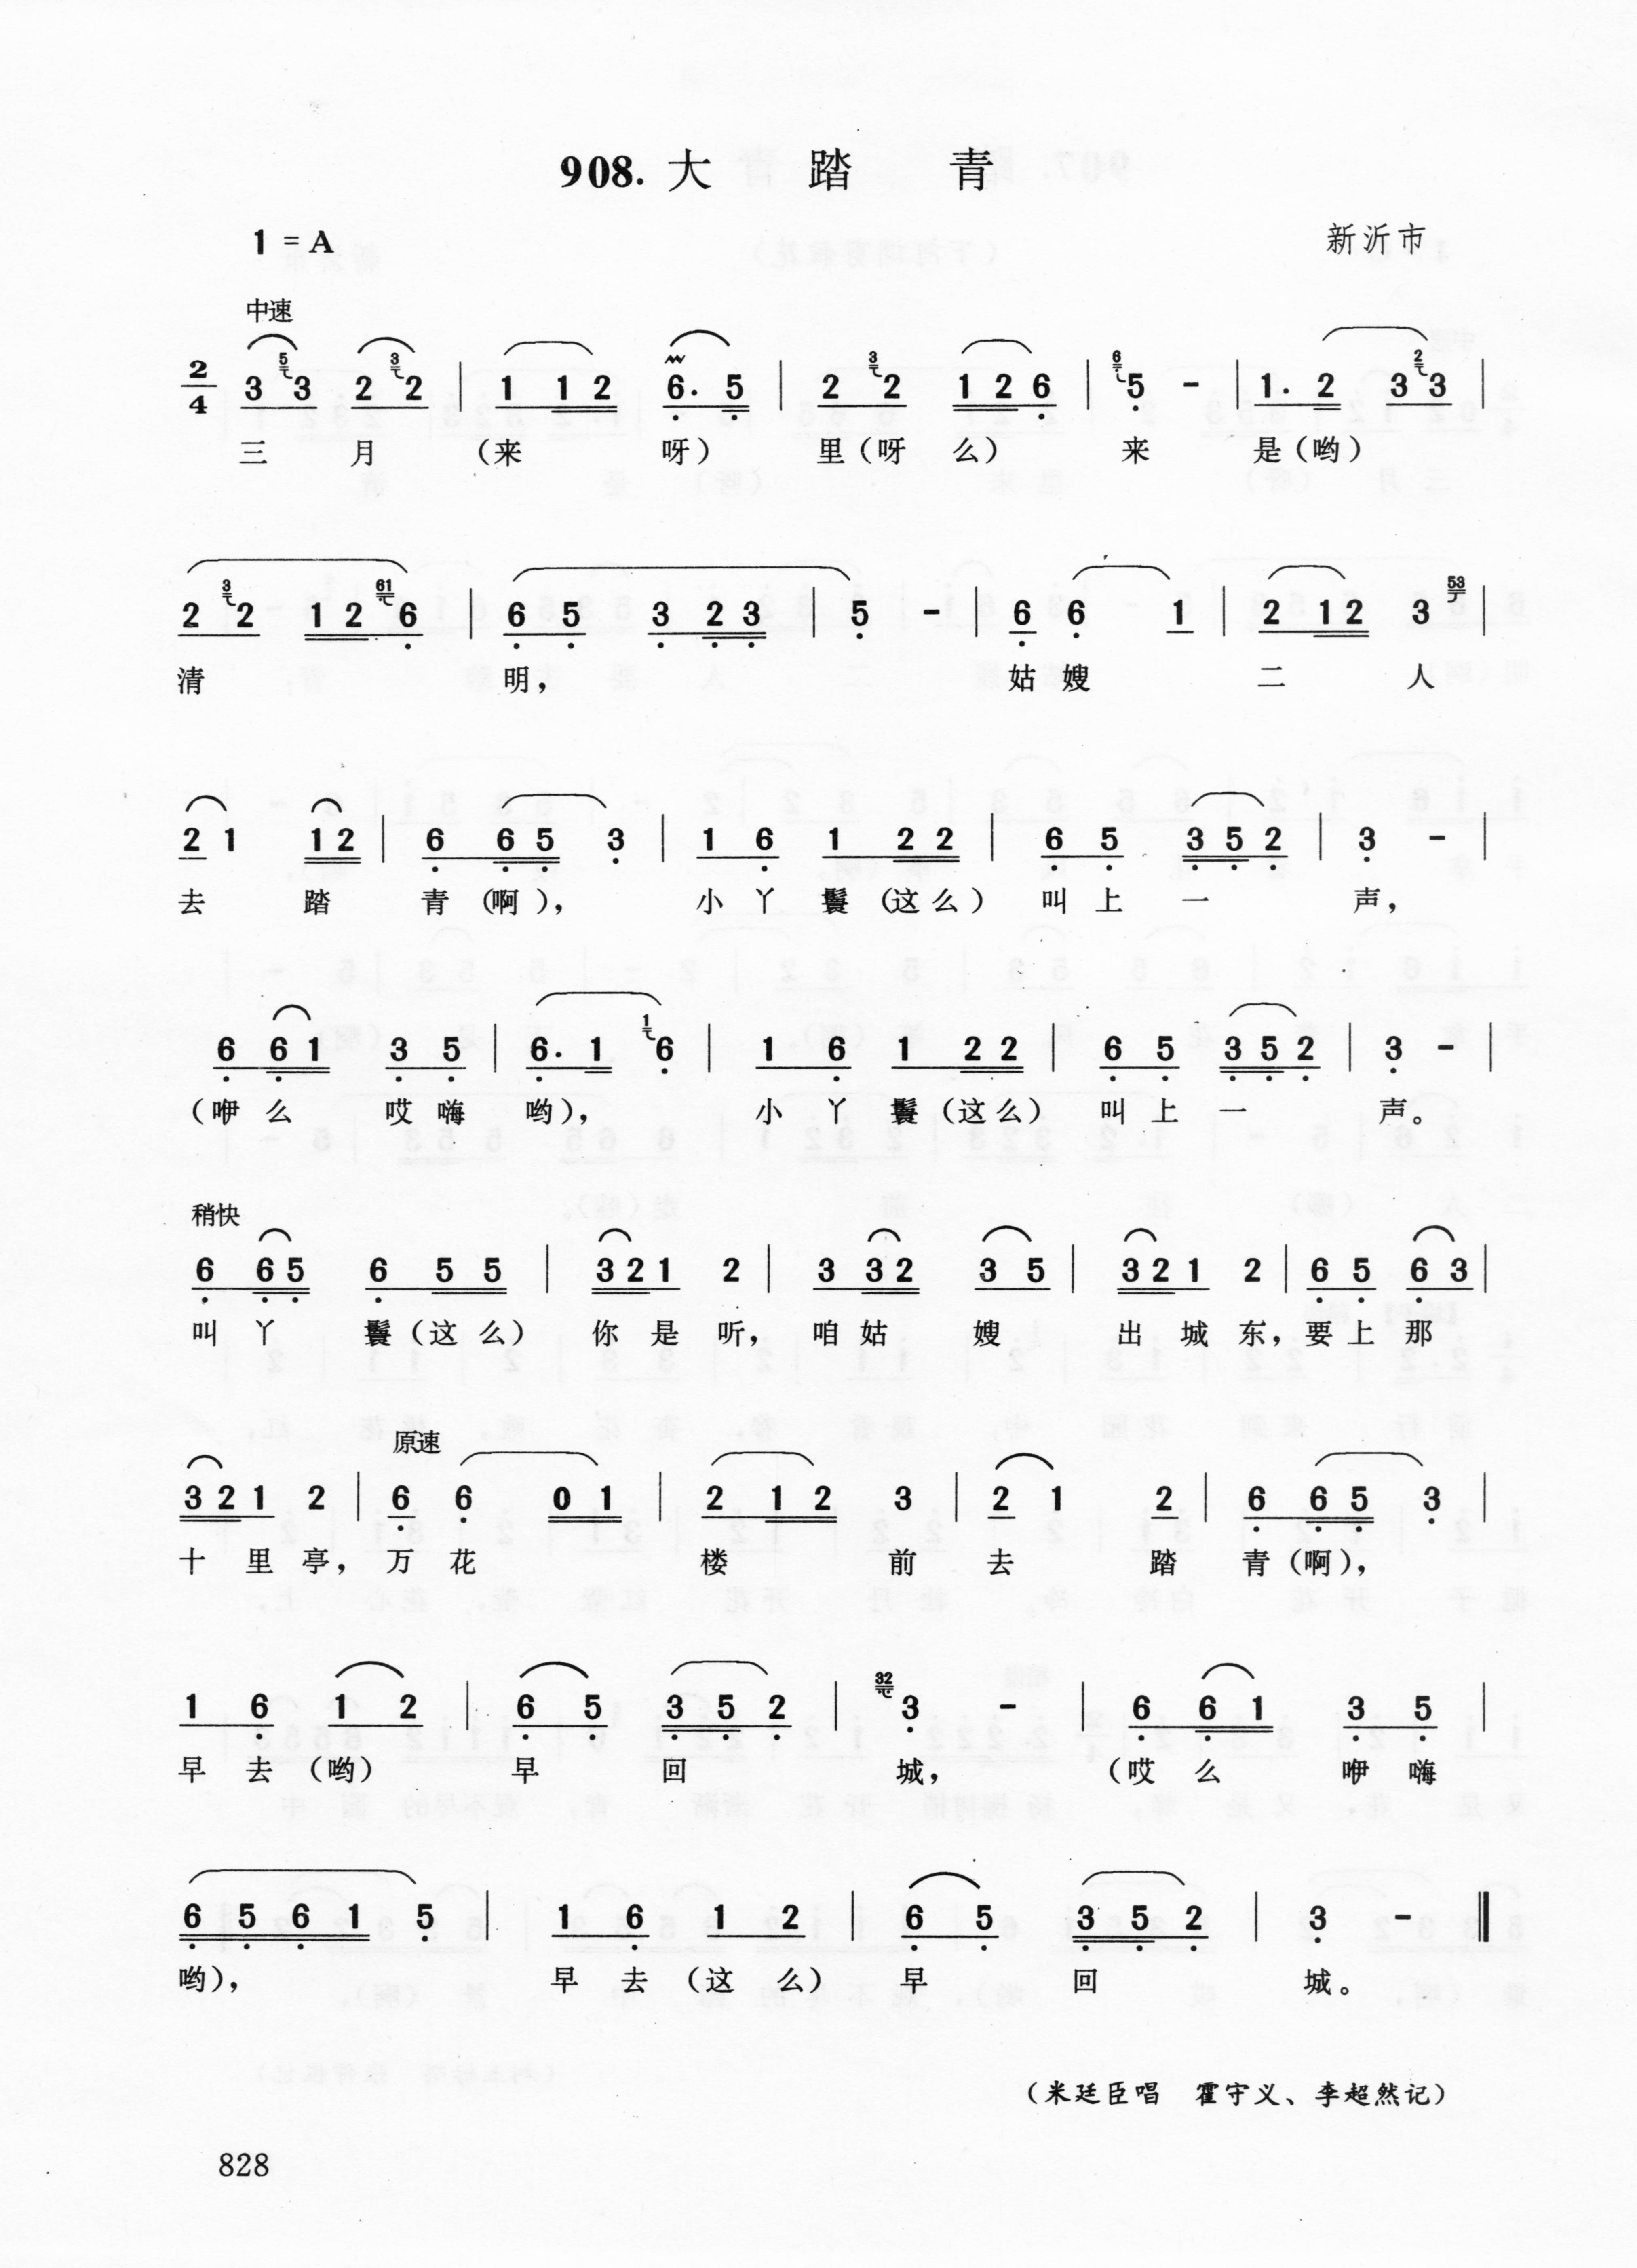 908. 大 踏 青
1 = A 新沂市
中速
2/4 3 5 3 2 3 2 | 1 1 2 6. 5 | 2 3 2 1 2 6 | 6 5 - | 1. 2 3 2 3 |
三 月 (来 呀) 里(呀 么) 来 是(哟)
2 3 2 1 2 61 6 | 6 5 3 2 3 | 5 - | 6 6 1 | 2 1 2 3 53 |
清 明, 姑 嫂 二 人
2 1 1 2 | 6 6 5 3 | 1 6 1 2 2 | 6 5 3 5 2 | 3 - |
去 踏 青 (啊), 小 丫 鬟 (这 么) 叫 上 一 声,
6 6 1 3 5 | 6. 1 1 6 | 1 6 1 2 2 | 6 5 3 5 2 | 3 - |
(咿 么 哎 嗨 哟), 小 丫 鬟 (这 么) 叫 上 一 声。
稍快
6 6 5 6 5 5 | 3 2 1 2 | 3 3 2 3 5 | 3 2 1 2 | 6 5 6 3 |
叫 丫 鬟 (这 么) 你 是 听, 咱 姑 嫂 出 城 东, 要 上 那
原速
3 2 1 2 | 6 6 0 1 | 2 1 2 3 | 2 1 2 | 6 6 5 3 |
十 里 亭, 万 花 楼 前 去 踏 青 (啊),
1 6 1 2 | 6 5 3 5 2 | 32 3 - | 6 6 1 3 5 |
早 去 (哟) 早 回 城, (哎 么 咿 嗨
6 5 6 1 5 | 1 6 1 2 | 6 5 3 5 2 | 3 - ‖
哟), 早 去 (这 么) 早 回 城。
(米廷臣唱 霍守义、李超然记)
828